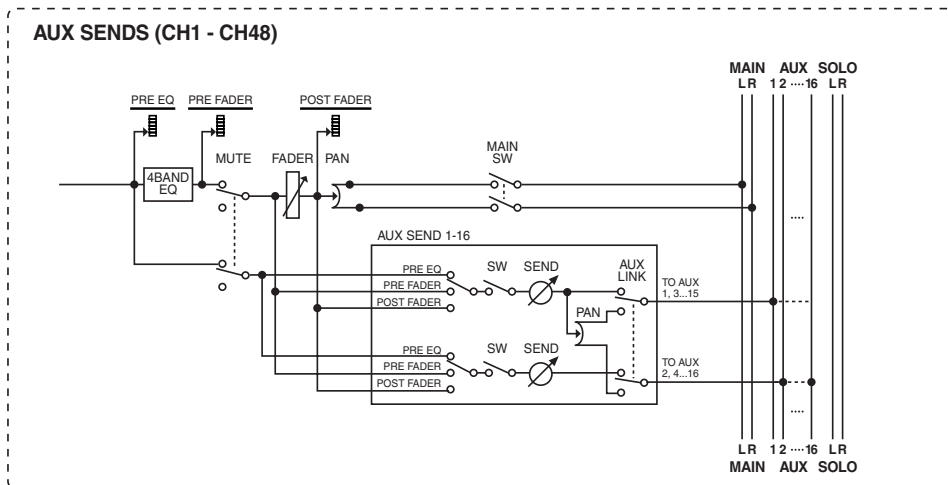 AUX SENDS (CH1 - CH48)
MAIN AUX SOLO
L R 1 2 ···· 16 L R
PRE EQ PRE FADER POST FADER
MUTE FADER PAN
MAIN
SW
4BAND
EQ
····
AUX SEND 1-16
PRE EQ SW SEND AUX
LINK
PRE FADER
POST FADER
TO AUX
1, 3...15
PAN
PRE EQ SW SEND
PRE FADER
POST FADER
TO AUX
2, 4...16
····
L R 1 2 ···· 16 L R
MAIN AUX SOLO